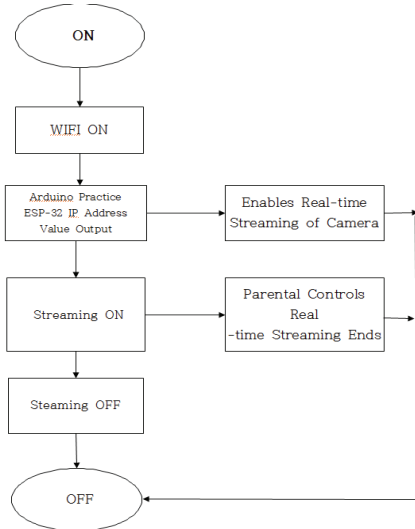 ON
WIFI ON
Arduino Practice
ESP-32 IP Address
Value Output
Enables Real-time
Streaming of Camera
Streaming ON
Parental Controls
Real
-time Streaming Ends
Steaming OFF
OFF